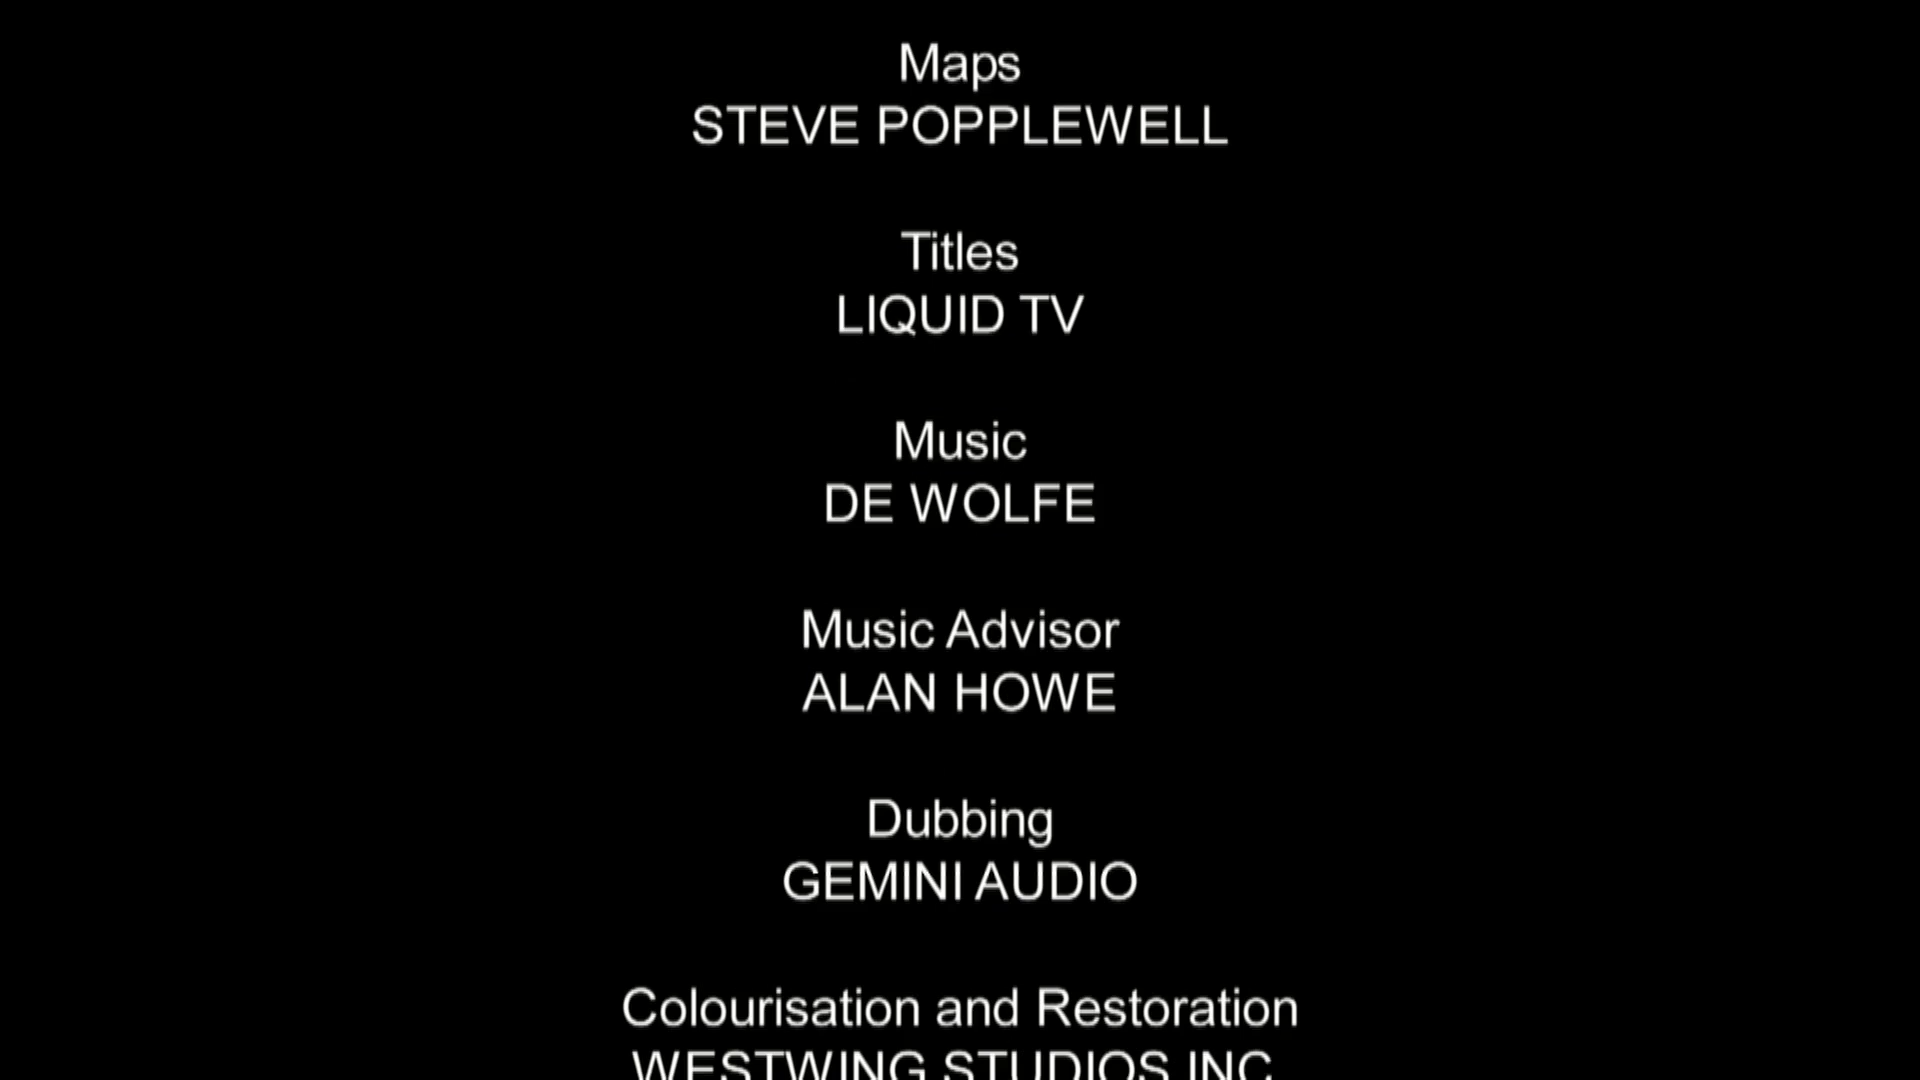 Maps
STEVE POPPLEWELL
Titles
LIQUID TV
Music
DE WOLFE
Music Advisor
ALAN HOWE
Dubbing
GEMINI AUDIO
Colourisation and Restoration
WESTWING STUDIOS INC